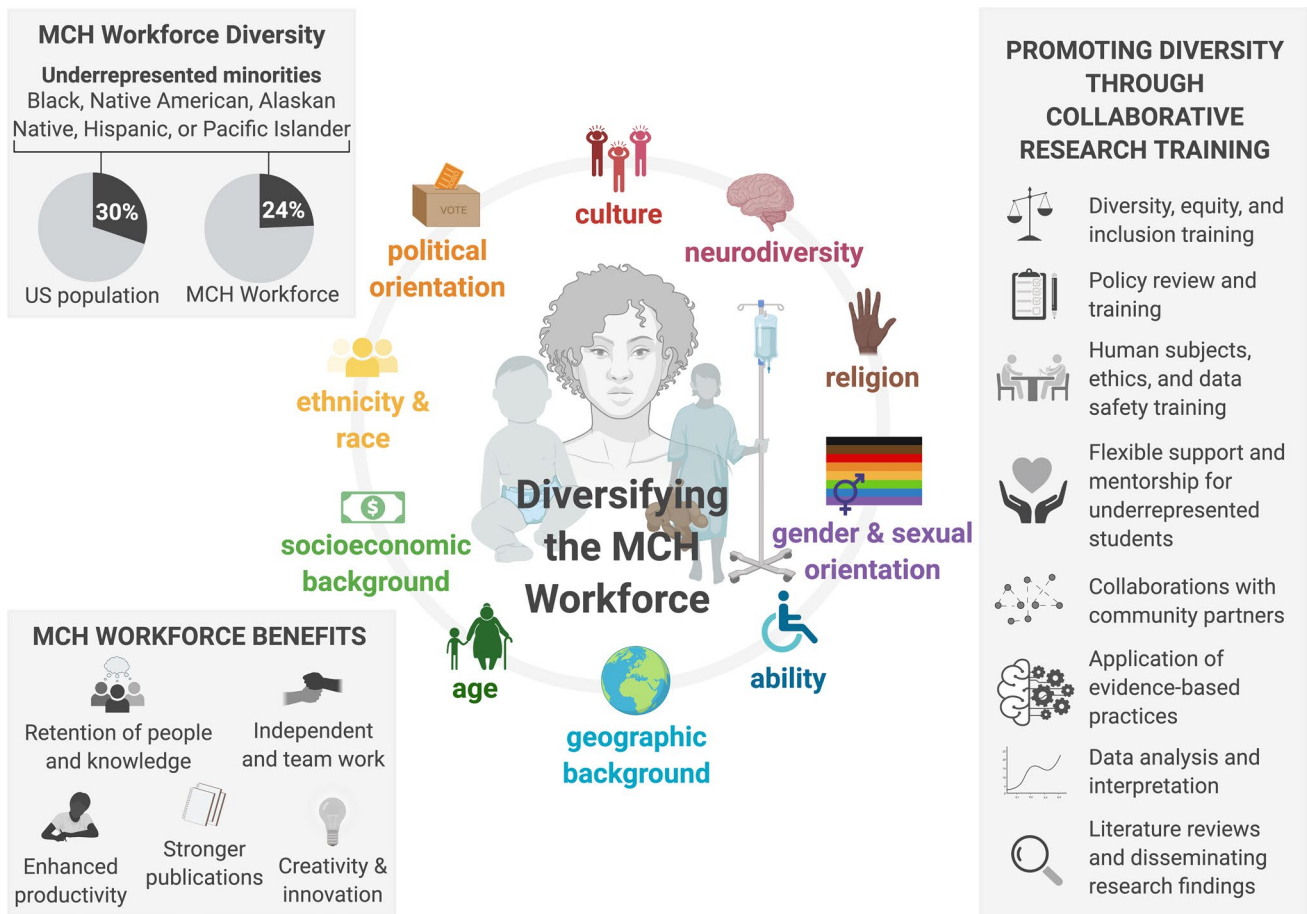 MCH Workforce Diversity
Underrepresented minorities
Black, Native American, Alaskan
Native, Hispanic, or Pacific Islander
30%
24%
US population
MCH Workforce
culture
VOTE
political
orientation
neurodiversity
religion
ethnicity &
race
socioeconomic
background
gender & sexual
orientation
age
ability
geographic
background
Diversifying
the MCH
Workforce
MCH WORKFORCE BENEFITS
Retention of people
and knowledge
Independent
and team work
Enhanced
productivity
Stronger
publications
Creativity &
innovation
PROMOTING DIVERSITY
THROUGH
COLLABORATIVE
RESEARCH TRAINING
Diversity, equity, and
inclusion training
Policy review and
training
Human subjects,
ethics, and data
safety training
Flexible support and
mentorship for
underrepresented
students
Collaborations with
community partners
Application of
evidence-based
practices
Data analysis and
interpretation
Literature reviews
and disseminating
research findings